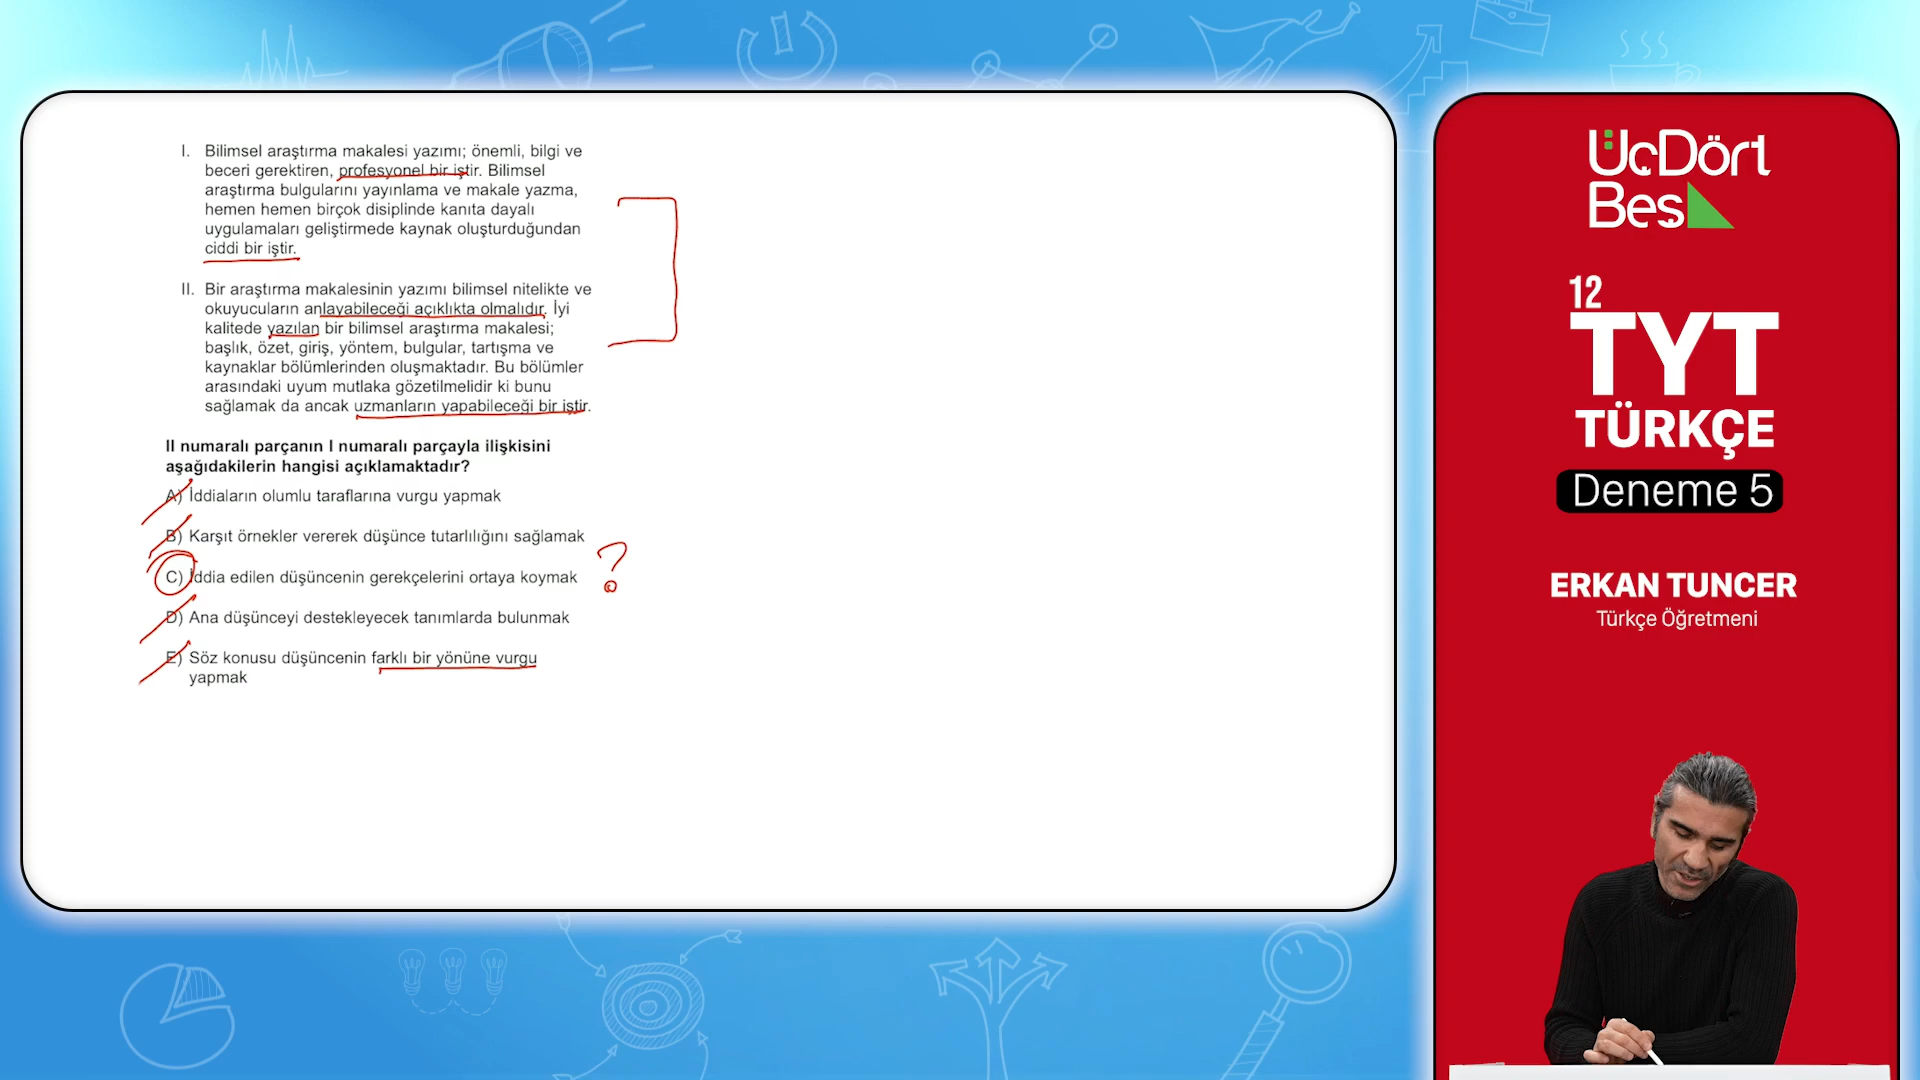 I. Bilimsel araştırma makalesi yazımı; önemli, bilgi ve
beceri gerektiren, profesyonel bir iştir. Bilimsel
araştırma bulgularını yayınlama ve makale yazma,
hemen hemen birçok disiplinde kanıta dayalı
uygulamaları geliştirmede kaynak oluşturduğundan
ciddi bir iştir.
II. Bir araştırma makalesinin yazımı bilimsel nitelikte ve
okuyucuların anlayabileceği açıklıkta olmalıdır. İyi
kalitede yazılan bir bilimsel araştırma makalesi;
başlık, özet, giriş, yöntem, bulgular, tartışma ve
kaynaklar bölümlerinden oluşmaktadır. Bu bölümler
arasındaki uyum mutlaka gözetilmelidir ki bunu
sağlamak da ancak uzmanların yapabileceği bir iştir.
II numaralı parçanın I numaralı parçayla ilişkisini
aşağıdakilerin hangisi açıklamaktadır?
A) İddiaların olumlu taraflarına vurgu yapmak
B) Karşıt örnekler vererek düşünce tutarlılığını sağlamak
C) İddia edilen düşüncenin gerekçelerini ortaya koymak
?
D) Ana düşünceyi destekleyecek tanımlarda bulunmak
E) Söz konusu düşüncenin farklı bir yönüne vurgu
yapmak
ÜçDört
Beş
12
TYT
TÜRKÇE
Deneme 5
ERKAN TUNCER
Türkçe Öğretmeni